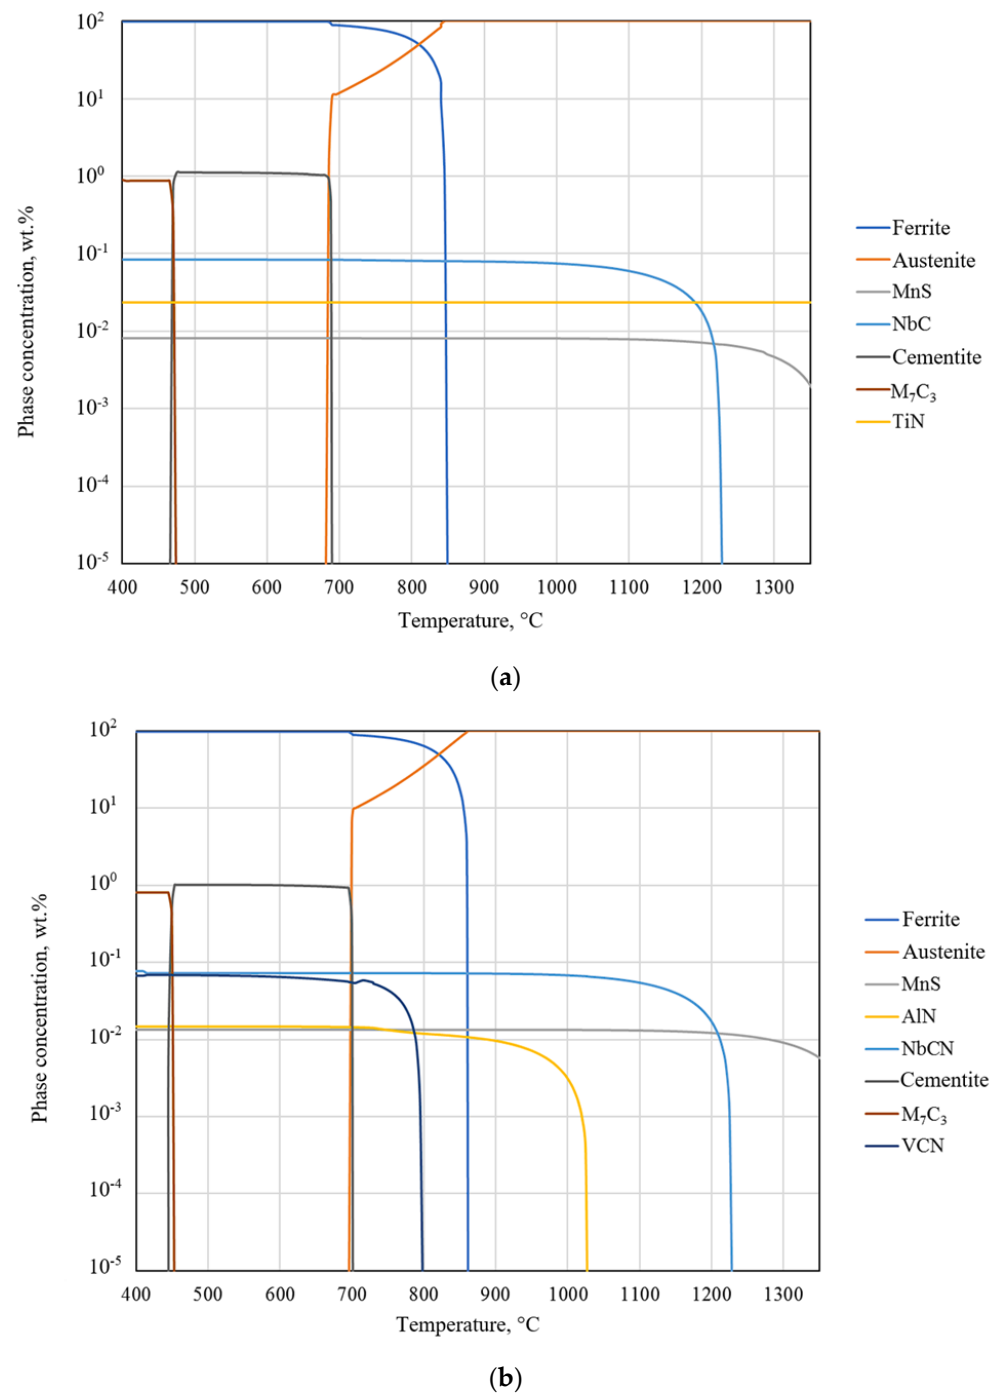 10²
10¹
10⁰
10⁻¹
10⁻²
10⁻³
10⁻⁴
10⁻⁵
Phase concentration, wt.%
400 500 600 700 800 900 1000 1100 1200 1300
Temperature, °C
Ferrite
Austenite
MnS
NbC
Cementite
M₇C₃
TiN
(a)
10²
10¹
10⁰
10⁻¹
10⁻²
10⁻³
10⁻⁴
10⁻⁵
Phase concentration, wt.%
400 500 600 700 800 900 1000 1100 1200 1300
Temperature, °C
Ferrite
Austenite
MnS
AlN
NbCN
Cementite
M₇C₃
VCN
(b)